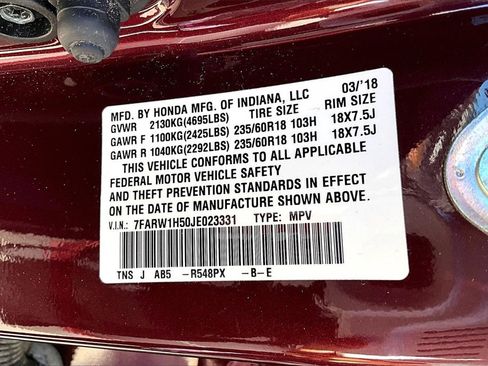 MFD. BY HONDA MFG. OF INDIANA, LLC 03/'18
GVWR 2130KG(4695LBS) TIRE SIZE RIM SIZE
GAWR F 1100KG(2425LBS) 235/60R18 103H 18X7.5J
GAWR R 1040KG(2292LBS) 235/60R18 103H 18X7.5J
THIS VEHICLE CONFORMS TO ALL APPLICABLE
FEDERAL MOTOR VEHICLE SAFETY
AND THEFT PREVENTION STANDARDS IN EFFECT
ON THE DATE OF MANUFACTURE SHOWN ABOVE.
V.I.N.: 7FARW1H50JE023331 TYPE: MPV
TNS J AB5 -R548PX -B-E